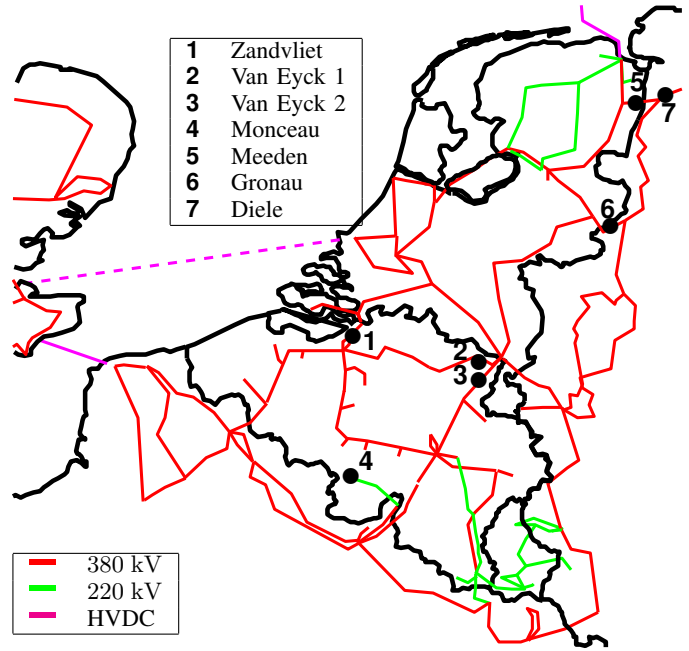 1 Zandvliet
2 Van Eyck 1
3 Van Eyck 2
4 Monceau
5 Meeden
6 Gronau
7 Diele
5
7
6
1
2
3
4
380 kV
220 kV
HVDC